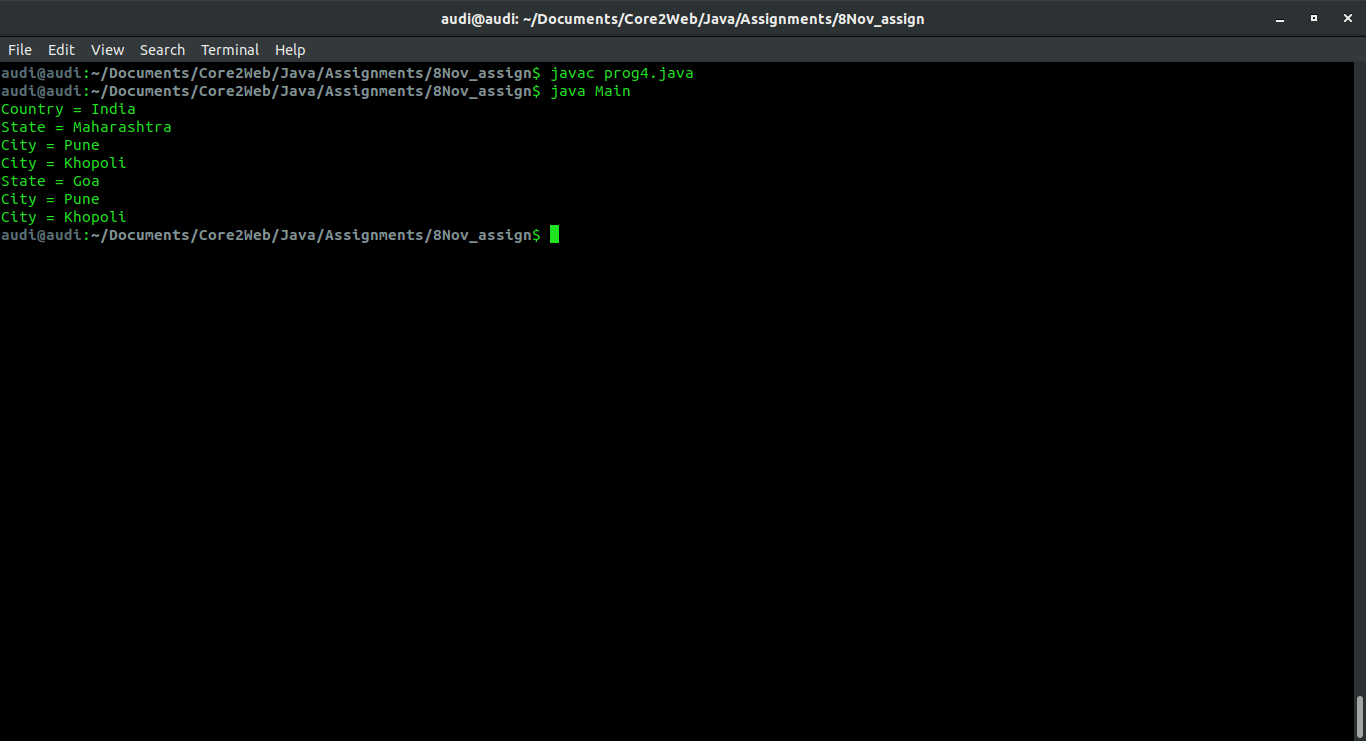 audi@audi: ~/Documents/Core2Web/Java/Assignments/8Nov_assign
File Edit View Search Terminal Help
audi@audi:~/Documents/Core2Web/Java/Assignments/8Nov_assign$ javac prog4.java
audi@audi:~/Documents/Core2Web/Java/Assignments/8Nov_assign$ java Main
Country = India
State = Maharashtra
City = Pune
City = Khopoli
State = Goa
City = Pune
City = Khopoli
audi@audi:~/Documents/Core2Web/Java/Assignments/8Nov_assign$